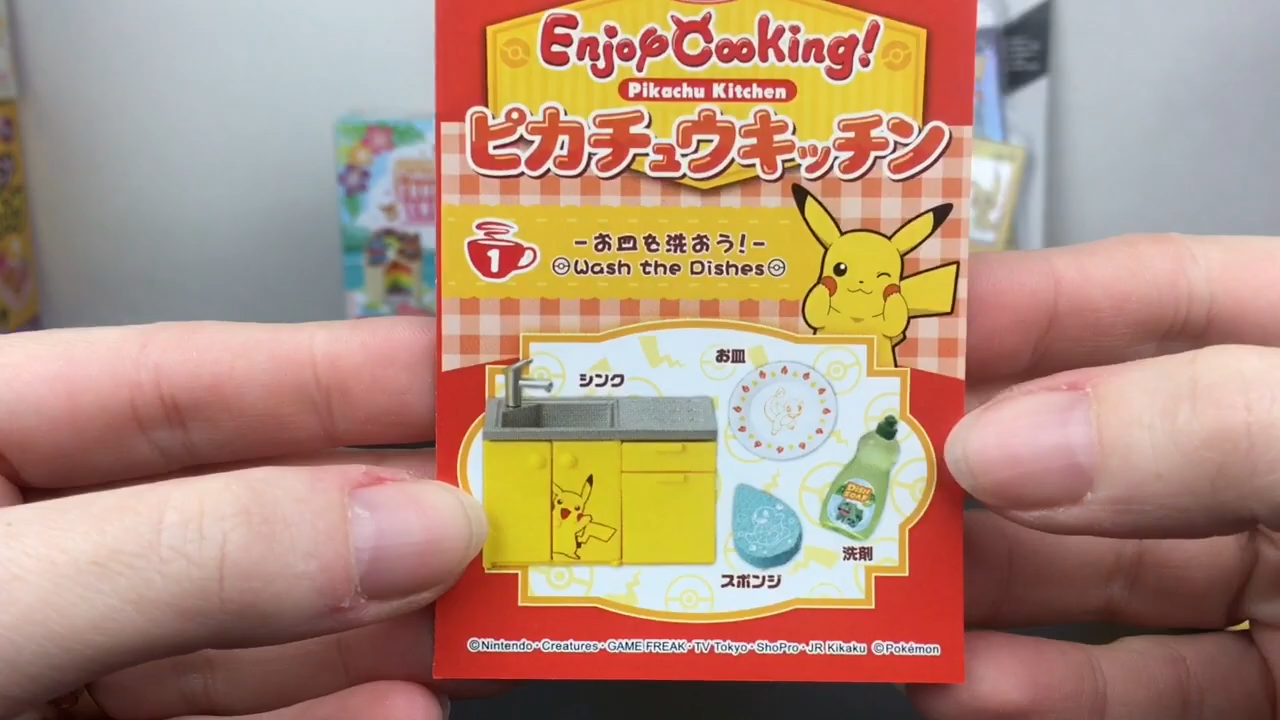 Enjoy Cooking!
Pikachu Kitchen
ピカチュウキッチン
1
-お皿を洗おう!-
Wash the Dishes
お皿
シンク
DISH SOAP
洗剤
スポンジ
©Nintendo・Creatures・GAME FREAK・TV Tokyo・ShoPro・JR Kikaku ©Pokémon